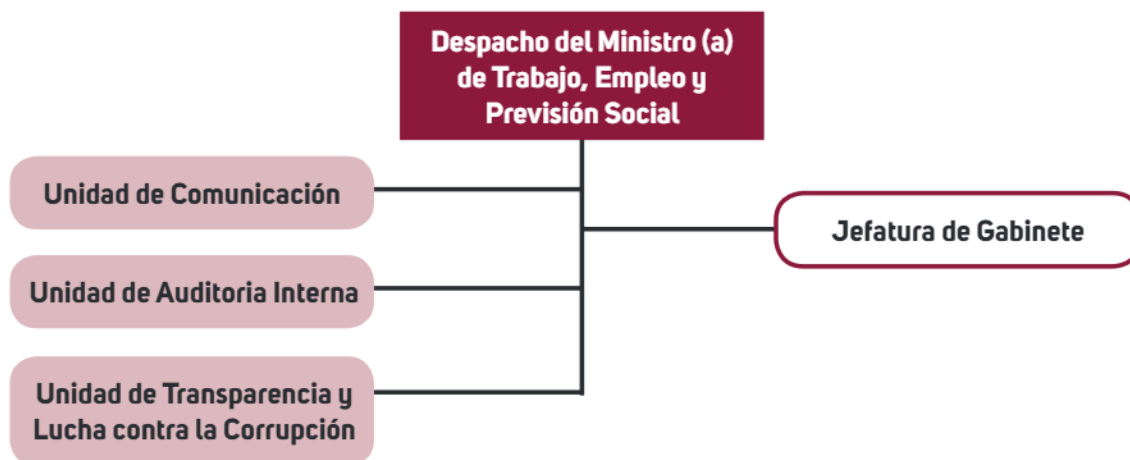 Despacho del Ministro (a)
de Trabajo, Empleo y
Previsión Social
Unidad de Comunicación
Jefatura de Gabinete
Unidad de Auditoria Interna
Unidad de Transparencia y
Lucha contra la Corrupción